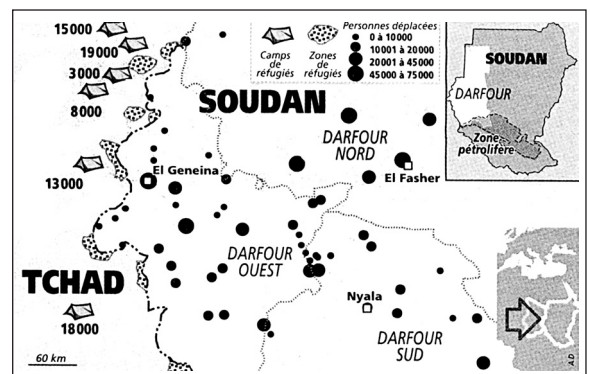 15000
19000
3000
8000
13000
18000
Camps
de
réfugiés
Zones
de
réfugiés
Personnes déplacées
0 à 10000
10001 à 20000
20001 à 45000
45000 à 75000
SOUDAN
DARFOUR
Zone
pétrolifère
SOUDAN
DARFOUR
NORD
El Geneina
El Fasher
DARFOUR
OUEST
TCHAD
Nyala
DARFOUR
SUD
60 km
A.D